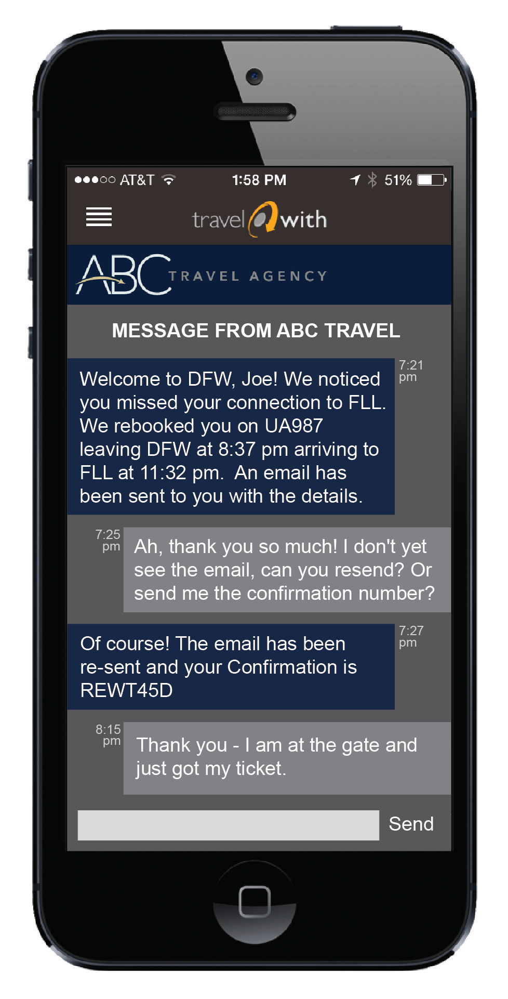 AT&T 1:58 PM 51%
travel with
ABC TRAVEL AGENCY
MESSAGE FROM ABC TRAVEL
7:21
pm
Welcome to DFW, Joe! We noticed
you missed your connection to FLL.
We rebooked you on UA987
leaving DFW at 8:37 pm arriving to
FLL at 11:32 pm.  An email has
been sent to you with the details.
7:25
pm
Ah, thank you so much! I don't yet
see the email, can you resend? Or
send me the confirmation number?
7:27
pm
Of course! The email has been
re-sent and your Confirmation is
REWT45D
8:15
pm
Thank you - I am at the gate and
just got my ticket.
Send